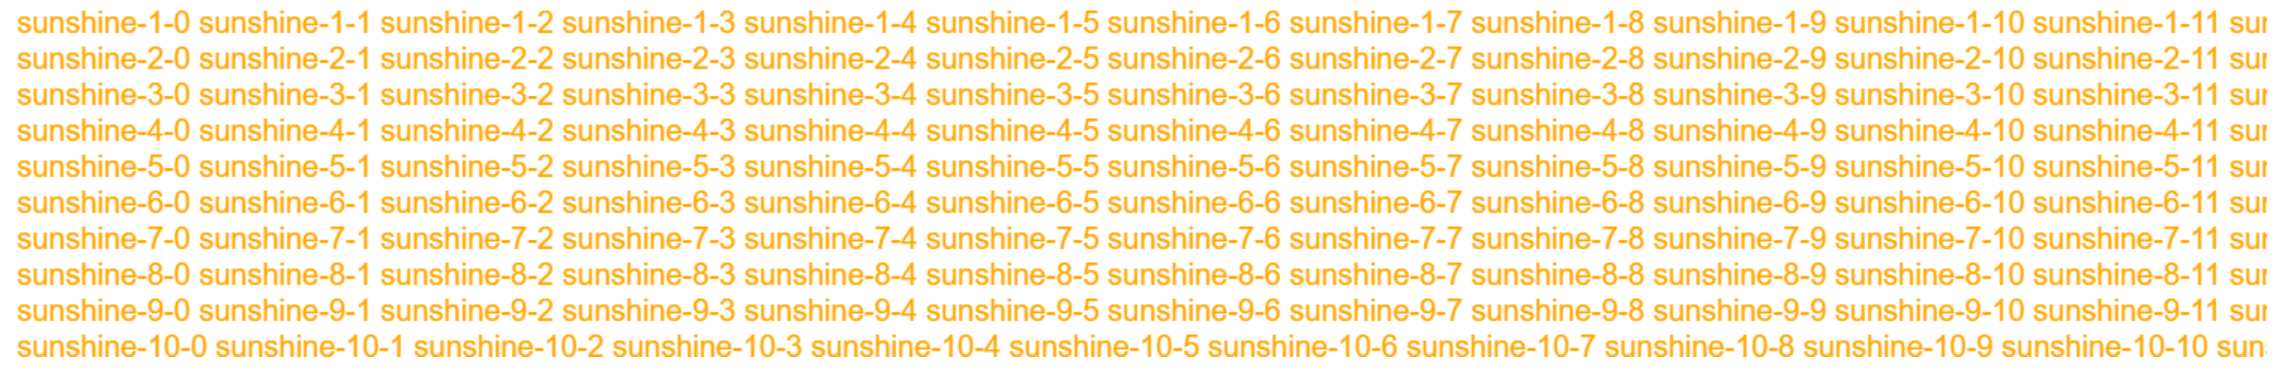 sunshine-1-0 sunshine-1-1 sunshine-1-2 sunshine-1-3 sunshine-1-4 sunshine-1-5 sunshine-1-6 sunshine-1-7 sunshine-1-8 sunshine-1-9 sunshine-1-10 sunshine-1-11
sunshine-2-0 sunshine-2-1 sunshine-2-2 sunshine-2-3 sunshine-2-4 sunshine-2-5 sunshine-2-6 sunshine-2-7 sunshine-2-8 sunshine-2-9 sunshine-2-10 sunshine-2-11
sunshine-3-0 sunshine-3-1 sunshine-3-2 sunshine-3-3 sunshine-3-4 sunshine-3-5 sunshine-3-6 sunshine-3-7 sunshine-3-8 sunshine-3-9 sunshine-3-10 sunshine-3-11
sunshine-4-0 sunshine-4-1 sunshine-4-2 sunshine-4-3 sunshine-4-4 sunshine-4-5 sunshine-4-6 sunshine-4-7 sunshine-4-8 sunshine-4-9 sunshine-4-10 sunshine-4-11
sunshine-5-0 sunshine-5-1 sunshine-5-2 sunshine-5-3 sunshine-5-4 sunshine-5-5 sunshine-5-6 sunshine-5-7 sunshine-5-8 sunshine-5-9 sunshine-5-10 sunshine-5-11
sunshine-6-0 sunshine-6-1 sunshine-6-2 sunshine-6-3 sunshine-6-4 sunshine-6-5 sunshine-6-6 sunshine-6-7 sunshine-6-8 sunshine-6-9 sunshine-6-10 sunshine-6-11
sunshine-7-0 sunshine-7-1 sunshine-7-2 sunshine-7-3 sunshine-7-4 sunshine-7-5 sunshine-7-6 sunshine-7-7 sunshine-7-8 sunshine-7-9 sunshine-7-10 sunshine-7-11
sunshine-8-0 sunshine-8-1 sunshine-8-2 sunshine-8-3 sunshine-8-4 sunshine-8-5 sunshine-8-6 sunshine-8-7 sunshine-8-8 sunshine-8-9 sunshine-8-10 sunshine-8-11
sunshine-9-0 sunshine-9-1 sunshine-9-2 sunshine-9-3 sunshine-9-4 sunshine-9-5 sunshine-9-6 sunshine-9-7 sunshine-9-8 sunshine-9-9 sunshine-9-10 sunshine-9-11
sunshine-10-0 sunshine-10-1 sunshine-10-2 sunshine-10-3 sunshine-10-4 sunshine-10-5 sunshine-10-6 sunshine-10-7 sunshine-10-8 sunshine-10-9 sunshine-10-10